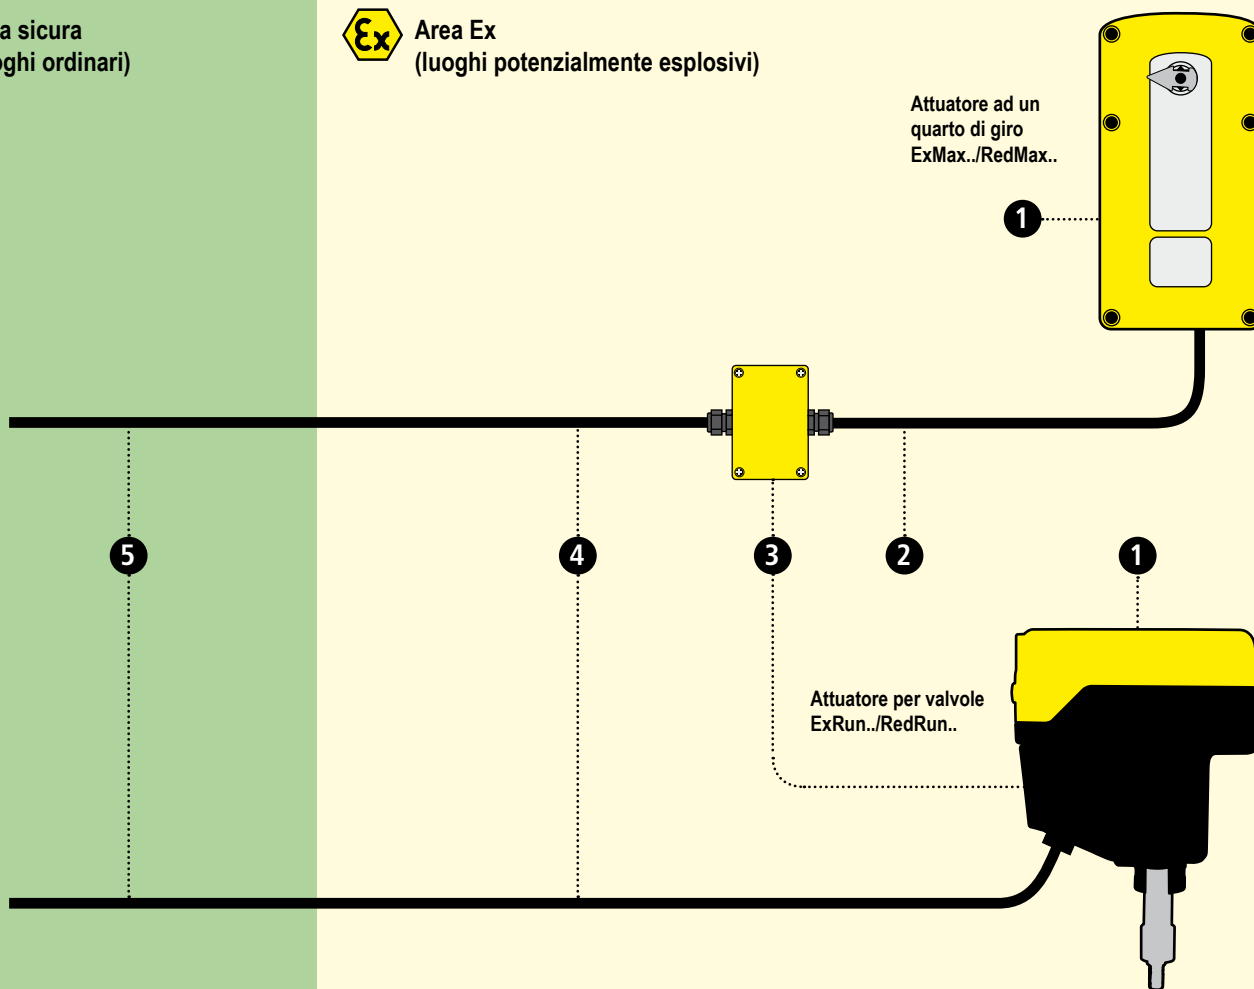 a sicura
oghi ordinari)
Ex
Area Ex
(luoghi potenzialmente esplosivi)
Attuatore ad un
quarto di giro
ExMax../RedMax..
1
5
4
3
2
1
Attuatore per valvole
ExRun../RedRun..